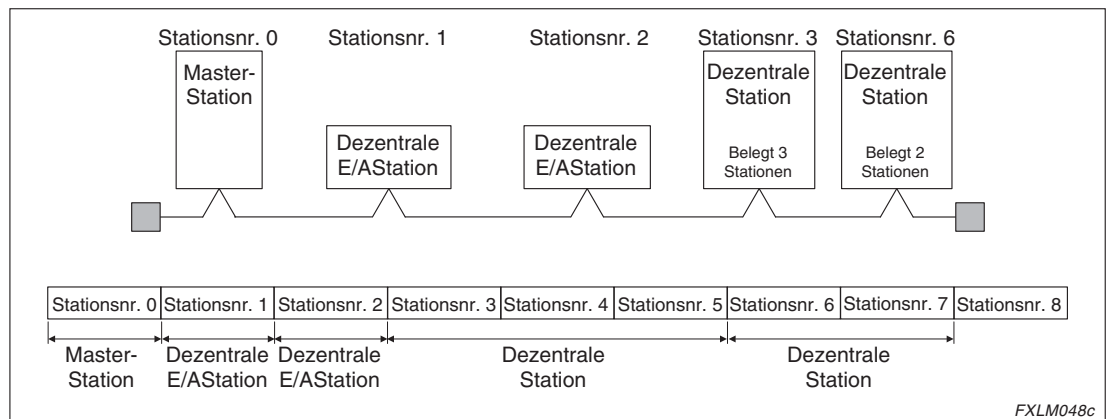 Stationsnr. 0 Stationsnr. 1 Stationsnr. 2 Stationsnr. 3 Stationsnr. 6
Master-
Station
Dezentrale
E/AStation
Dezentrale
E/AStation
Dezentrale
Station
Belegt 3
Stationen
Dezentrale
Station
Belegt 2
Stationen
Stationsnr. 0 Stationsnr. 1 Stationsnr. 2 Stationsnr. 3 Stationsnr. 4 Stationsnr. 5 Stationsnr. 6 Stationsnr. 7 Stationsnr. 8
Master-
Station
Dezentrale
E/AStation
Dezentrale
E/AStation
Dezentrale
Station
Dezentrale
Station
FXLM048c